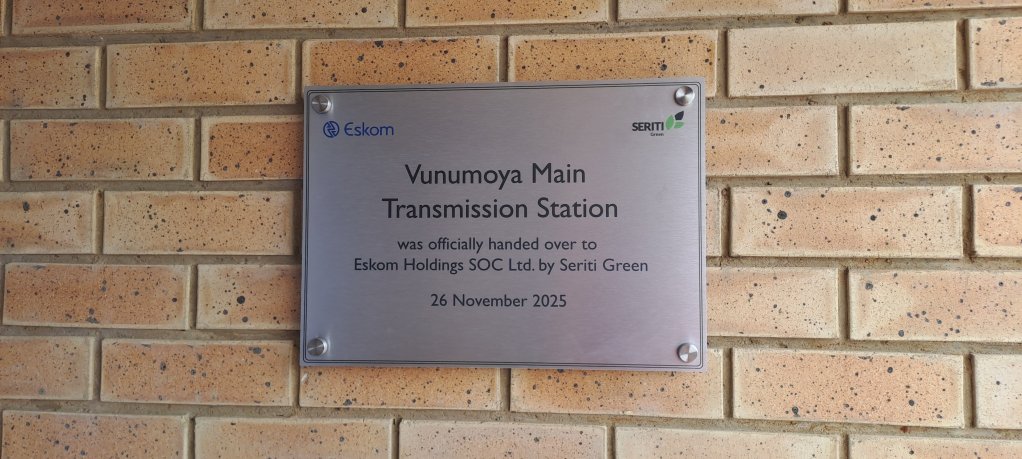 Eskom
SERITI
Green
Vunumoya Main
Transmission Station
was officially handed over to
Eskom Holdings SOC Ltd. by Seriti Green
26 November 2025